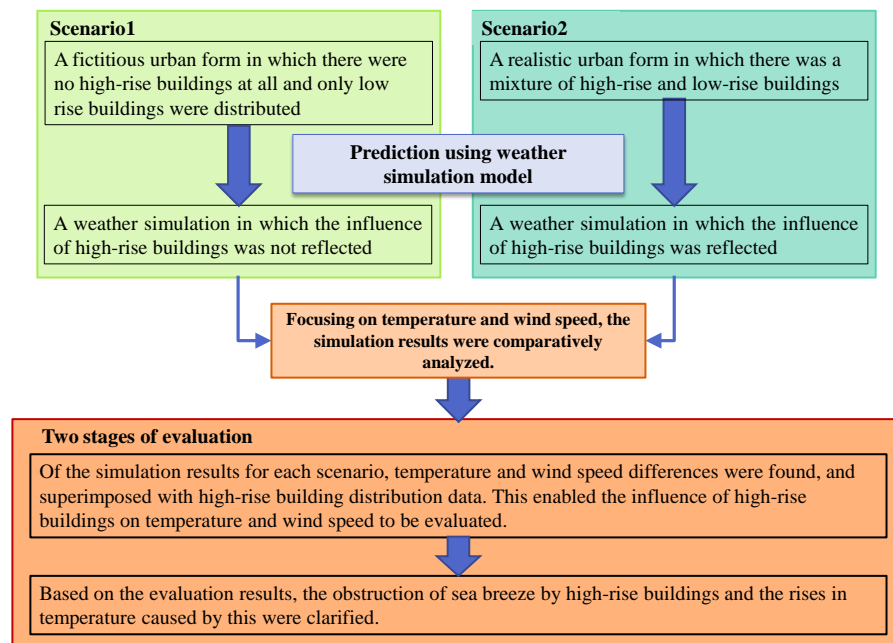 Scenario1
A fictitious urban form in which there were
no high-rise buildings at all and only low
rise buildings were distributed
Scenario2
A realistic urban form in which there was a
mixture of high-rise and low-rise buildings
Prediction using weather
simulation model
A weather simulation in which the influence
of high-rise buildings was not reflected
A weather simulation in which the influence
of high-rise buildings was reflected
Focusing on temperature and wind speed, the
simulation results were comparatively
analyzed.
Two stages of evaluation
Of the simulation results for each scenario, temperature and wind speed differences were found, and
superimposed with high-rise building distribution data. This enabled the influence of high-rise
buildings on temperature and wind speed to be evaluated.
Based on the evaluation results, the obstruction of sea breeze by high-rise buildings and the rises in
temperature caused by this were clarified.